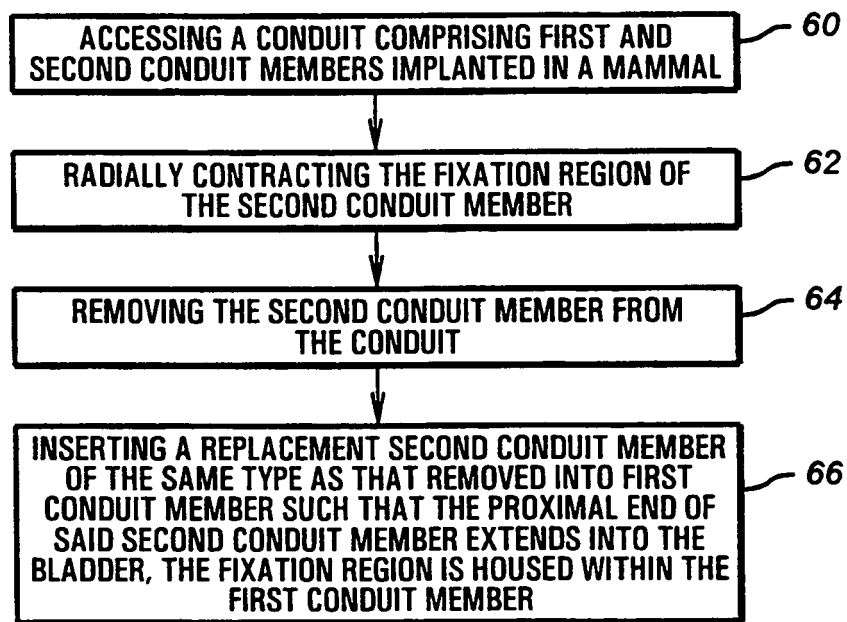 ACCESSING A CONDUIT COMPRISING FIRST AND
SECOND CONDUIT MEMBERS IMPLANTED IN A MAMMAL
60
RADIALLY CONTRACTING THE FIXATION REGION OF
THE SECOND CONDUIT MEMBER
62
REMOVING THE SECOND CONDUIT MEMBER FROM
THE CONDUIT
64
INSERTING A REPLACEMENT SECOND CONDUIT MEMBER
OF THE SAME TYPE AS THAT REMOVED INTO FIRST
CONDUIT MEMBER SUCH THAT THE PROXIMAL END OF
SAID SECOND CONDUIT MEMBER EXTENDS INTO THE
BLADDER, THE FIXATION REGION IS HOUSED WITHIN THE
FIRST CONDUIT MEMBER
66